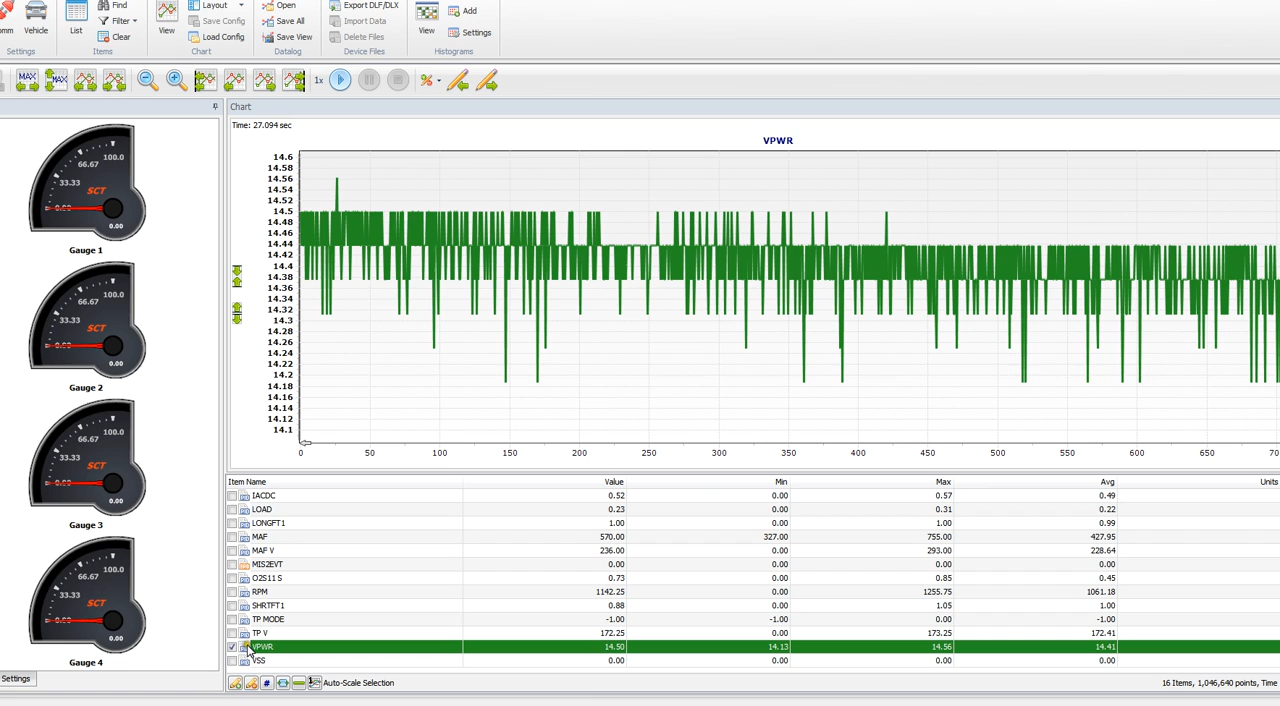 Find
Layout
Open
Export DLF/DLX
Add
Filter
Save Config
Save All
Import Data
Vehicle
List
Clear
View
Load Config
Save View
Delete Files
View
Settings
Settings
Items
Chart
Datalog
Device Files
Histograms
MAX
MAX
1x
%
Chart
Time: 27.094 sec
VPWR
14.6
14.58
14.56
14.54
14.52
14.5
14.48
14.46
14.44
14.42
14.4
14.38
14.36
14.34
14.32
14.3
14.28
14.26
14.24
14.22
14.2
14.18
14.16
14.14
14.12
14.1
0 50 100 150 200 250 300 350 400 450 500 550 600 650
100.0
66.67
33.33
SCT
0.00
0.00
Gauge 1
100.0
66.67
33.33
SCT
0.00
0.00
Gauge 2
100.0
66.67
33.33
SCT
0.00
0.00
Gauge 3
100.0
66.67
33.33
SCT
0.00
0.00
Gauge 4
Settings
Item Name Value Min Max Avg Units
IACDC 0.52 0.00 0.57 0.49
LOAD 0.23 0.00 0.31 0.22
LONGFT1 1.00 0.00 1.00 0.99
MAF 570.00 327.00 755.00 427.95
MAF V 236.00 0.00 293.00 228.64
MIS2EVT 0.00 0.00 0.00 0.00
O2S11 S 0.73 0.00 0.85 0.45
RPM 1142.25 0.00 1255.75 1061.18
SHRTFT1 0.88 0.00 1.05 1.00
TP MODE -1.00 -1.00 0.00 -1.00
TP V 172.25 0.00 173.25 172.41
VPWR 14.50 14.13 14.56 14.41
VSS 0.00 0.00 0.00 0.00
# Auto-Scale Selection
16 Items, 1,046,640 points, Time